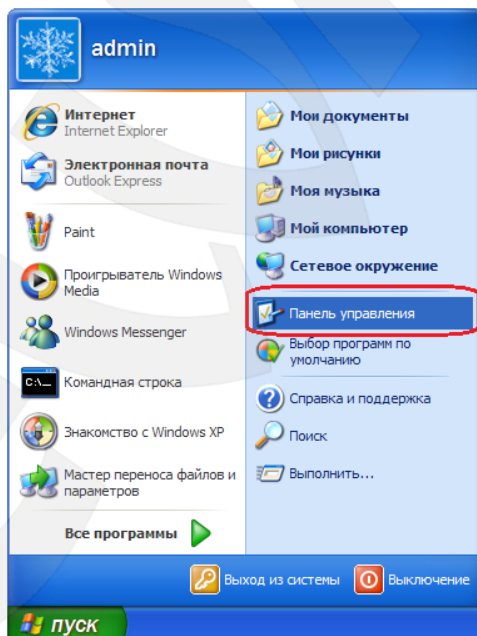 admin
Интернет
Internet Explorer
Электронная почта
Outlook Express
Paint
Проигрыватель Windows
Media
Windows Messenger
C:\_
Командная строка
Знакомство с Windows XP
Мастер переноса файлов и
параметров
Все программы
Мои документы
Мои рисунки
Моя музыка
Мой компьютер
Сетевое окружение
Панель управления
Выбор программ по
умолчанию
Справка и поддержка
Поиск
Выполнить...
Выход из системы
Выключение
пуск